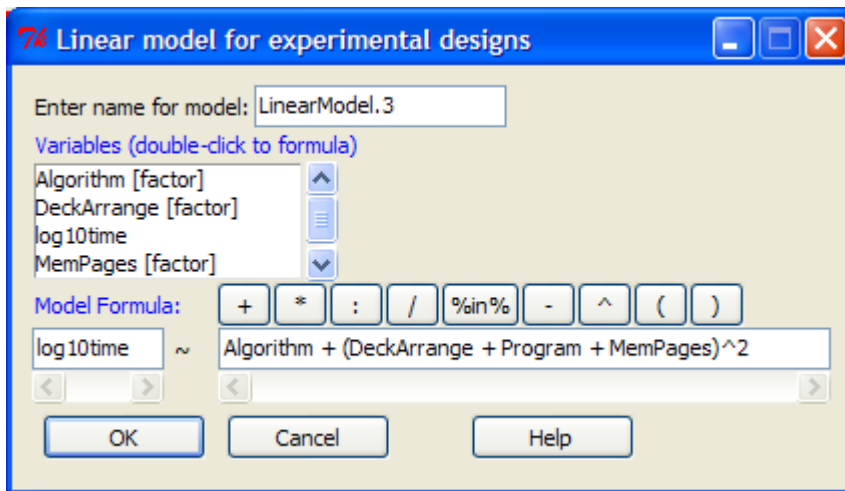 7% Linear model for experimental designs
Enter name for model: LinearModel.3
Variables (double-click to formula)
Algorithm [factor]
DeckArrange [factor]
log10time
MemPages [factor]
Model Formula: + * : / %in% - ^ ( )
log10time ~ Algorithm + (DeckArrange + Program + MemPages)^2
OK Cancel Help